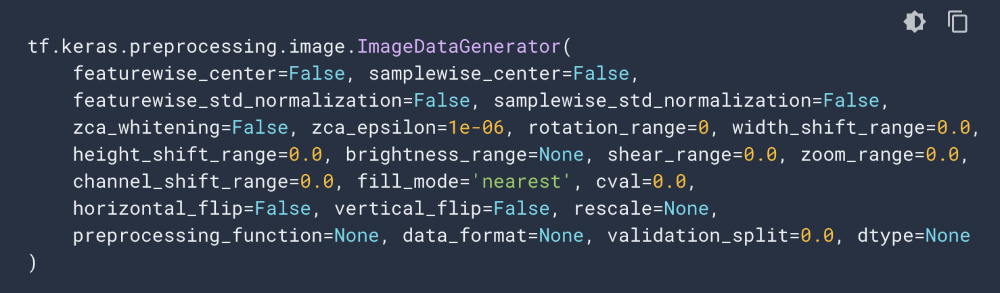 tf.keras.preprocessing.image.ImageDataGenerator(
    featurewise_center=False, samplewise_center=False,
    featurewise_std_normalization=False, samplewise_std_normalization=False,
    zca_whitening=False, zca_epsilon=1e-06, rotation_range=0, width_shift_range=0.0,
    height_shift_range=0.0, brightness_range=None, shear_range=0.0, zoom_range=0.0,
    channel_shift_range=0.0, fill_mode='nearest', cval=0.0,
    horizontal_flip=False, vertical_flip=False, rescale=None,
    preprocessing_function=None, data_format=None, validation_split=0.0, dtype=None
)